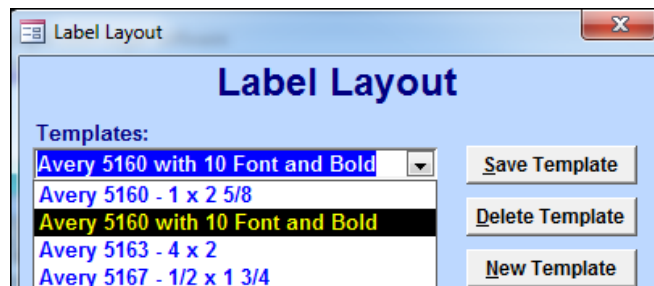 Label Layout
Label Layout
Templates:
Avery 5160 with 10 Font and Bold
Save Template
Avery 5160 - 1 x 2 5/8
Avery 5160 with 10 Font and Bold
Delete Template
Avery 5163 - 4 x 2
New Template
Avery 5167 - 1/2 x 1 3/4